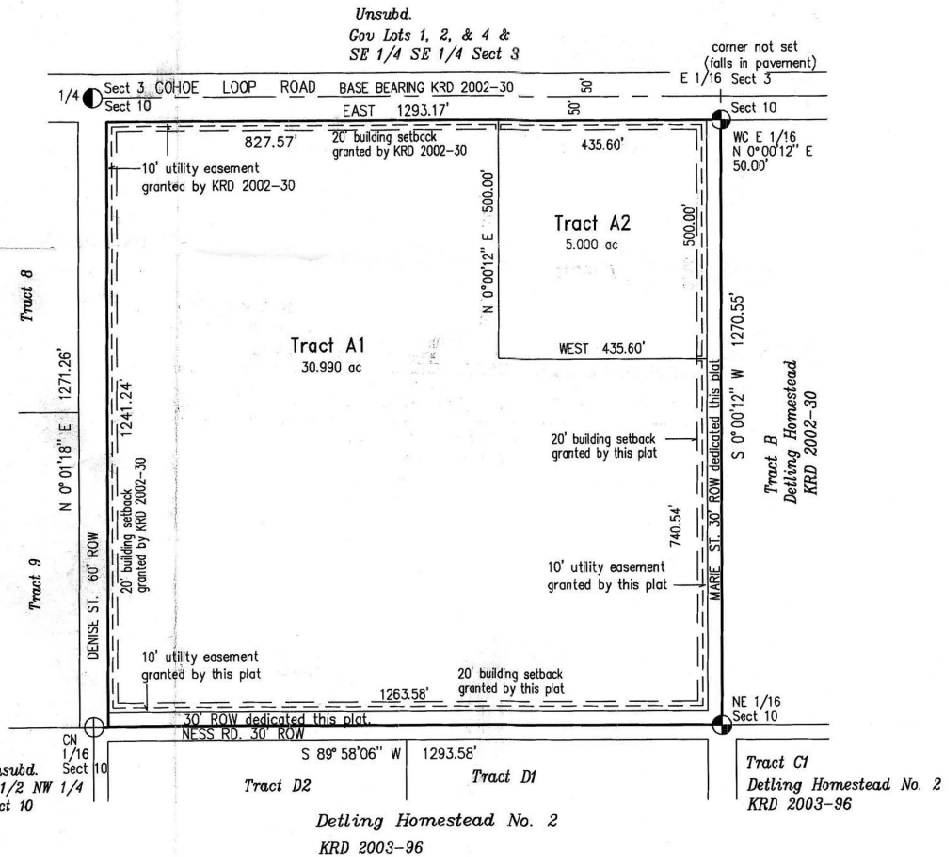 Unsubd.
Gov Lots 1, 2, & 4 &
SE 1/4 SE 1/4 Sect 3
corner not set
(falls in pavement)
E 1/16 Sect 3
1/4
Sect 3 COHOE LOOP ROAD BASE BEARING KRD 2002-30
50'
Sect 10
EAST 1293.17'
50'
Sect 10
827.57'
20' building setback
granted by KRD 2002-30
435.60'
WC E 1/16
N 0°00'12" E
50.00'
10' utility easement
granted by KRD 2002-30
N 0°00'12" E 500.00'
500.00'
Tract A2
5.000 ac
Tract 8
Tract A1
30.990 ac
WEST 435.60'
N 0°01'18" E 1271.26'
1241.24'
S 0°00'12" W 1270.55'
Tract B
Detling Homestead
KRD 2002-30
20' building setback
granted by this plat
20' building setback
granted by KRD 2002-30
740.54'
MARIE ST. 30' ROW dedicated this plat
10' utility easement
granted by this plat
Tract 9
DENISE ST. 60' ROW
10' utility easement
granted by this plat
20' building setback
granted by this plat
1263.58'
NE 1/16
Sect 10
30' ROW dedicated this plat.
NESS RD. 30' ROW
CN
1/16
Sect 10
S 89°58'06" W 1293.58'
1/2 NW 1/4
Tract D2
Tract D1
Tract C1
Detling Homestead No. 2
KRD 2003-96
Detling Homestead No. 2
KRD 2003-96